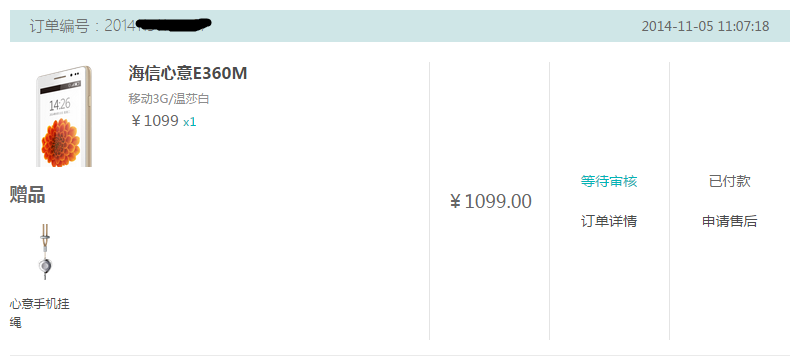 订单编号：2014
2014-11-05 11:07:18
海信心意E360M
移动3G/温莎白
￥1099 x1
14:26
赠品
心意手机挂
绳
￥1099.00
等待审核
订单详情
已付款
申请售后